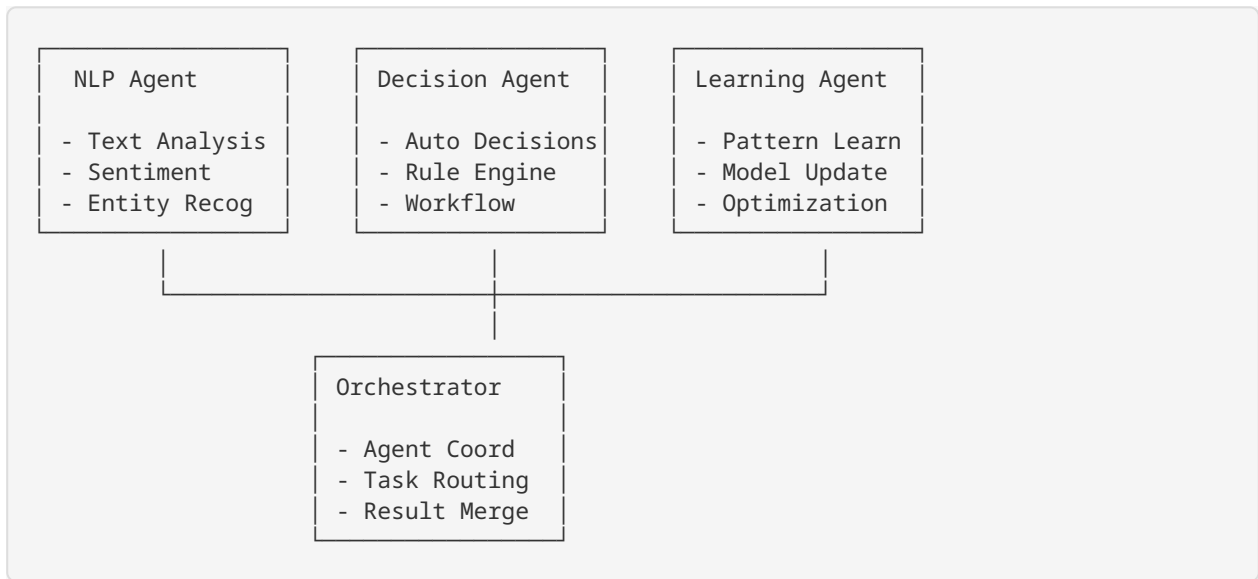 NLP Agent
- Text Analysis
- Sentiment
- Entity Recog
Decision Agent
- Auto Decisions
- Rule Engine
- Workflow
Learning Agent
- Pattern Learn
- Model Update
- Optimization
Orchestrator
- Agent Coord
- Task Routing
- Result Merge